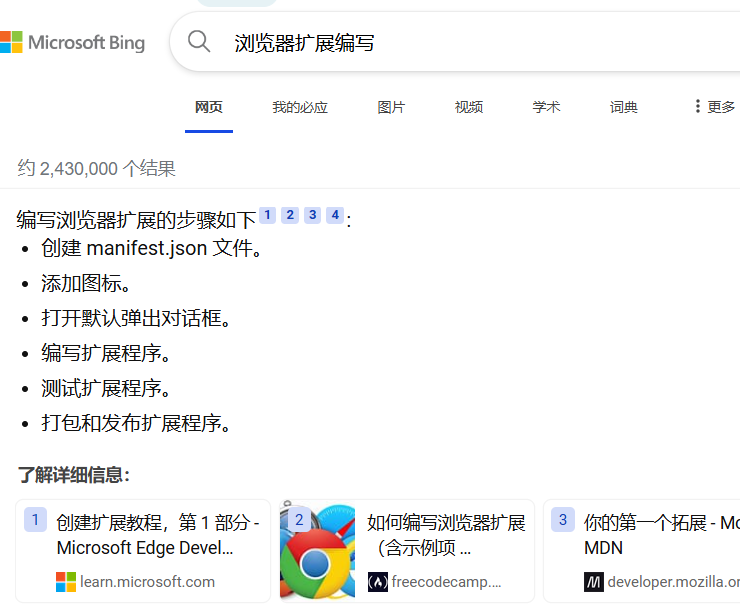 Microsoft Bing
浏览器扩展编写
网页 我的必应 图片 视频 学术 词典 更多
约 2,430,000 个结果
编写浏览器扩展的步骤如下 1 2 3 4 :
• 创建 manifest.json 文件。
• 添加图标。
• 打开默认弹出对话框。
• 编写扩展程序。
• 测试扩展程序。
• 打包和发布扩展程序。
了解详细信息:
1 创建扩展教程，第 1 部分 -
Microsoft Edge Devel...
learn.microsoft.com
2 如何编写浏览器扩展
（含示例项 ...
freecodecamp....
3 你的第一个拓展 - Mo
MDN
developer.mozilla.or